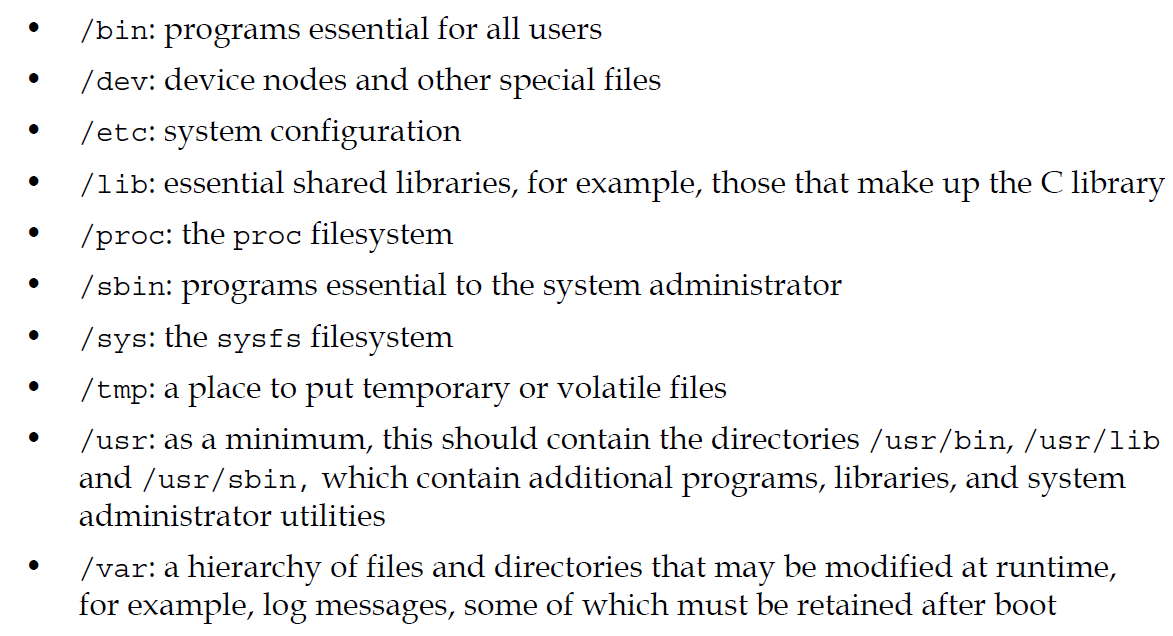 • /bin: programs essential for all users
• /dev: device nodes and other special files
• /etc: system configuration
• /lib: essential shared libraries, for example, those that make up the C library
• /proc: the proc filesystem
• /sbin: programs essential to the system administrator
• /sys: the sysfs filesystem
• /tmp: a place to put temporary or volatile files
• /usr: as a minimum, this should contain the directories /usr/bin, /usr/lib
and /usr/sbin, which contain additional programs, libraries, and system
administrator utilities
• /var: a hierarchy of files and directories that may be modified at runtime,
for example, log messages, some of which must be retained after boot